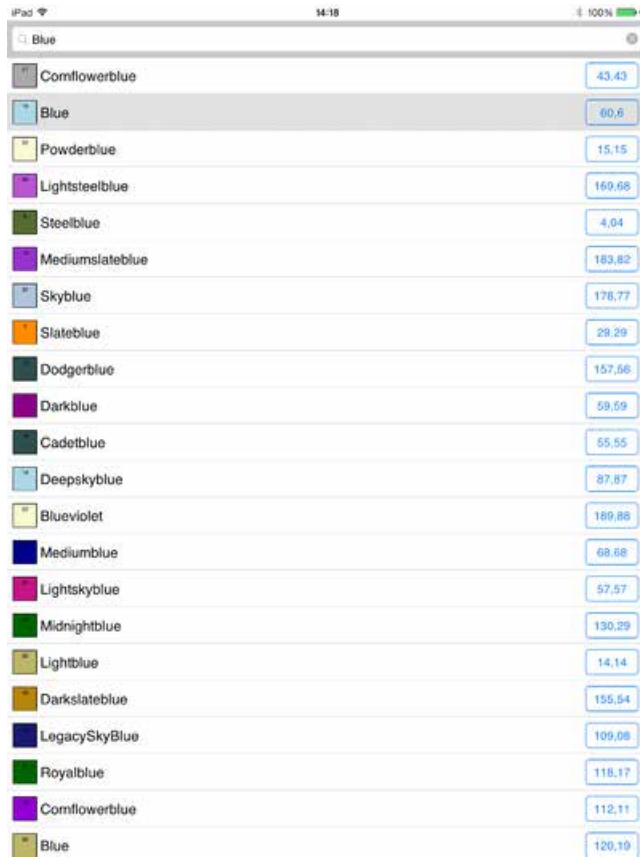 iPad 14:18 100%
Blue
Cornflowerblue 43,43
Blue 60,6
Powderblue 15,15
Lightsteelblue 169,68
Steelblue 4,04
Mediumslateblue 183,82
Skyblue 178,77
Slateblue 29,29
Dodgerblue 157,56
Darkblue 59,59
Cadetblue 55,55
Deepskyblue 87,87
Blueviolet 189,88
Mediumblue 68,68
Lightskyblue 57,57
Midnightblue 130,29
Lightblue 14,14
Darkslateblue 155,54
LegacySkyBlue 109,08
Royalblue 118,17
Cornflowerblue 112,11
Blue 120,19